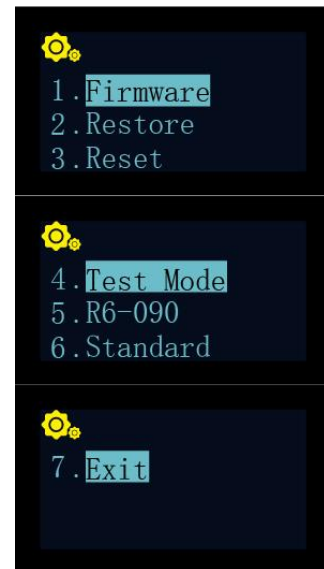 1.Firmware
2.Restore
3.Reset
4.Test Mode
5.R6-090
6.Standard
7.Exit